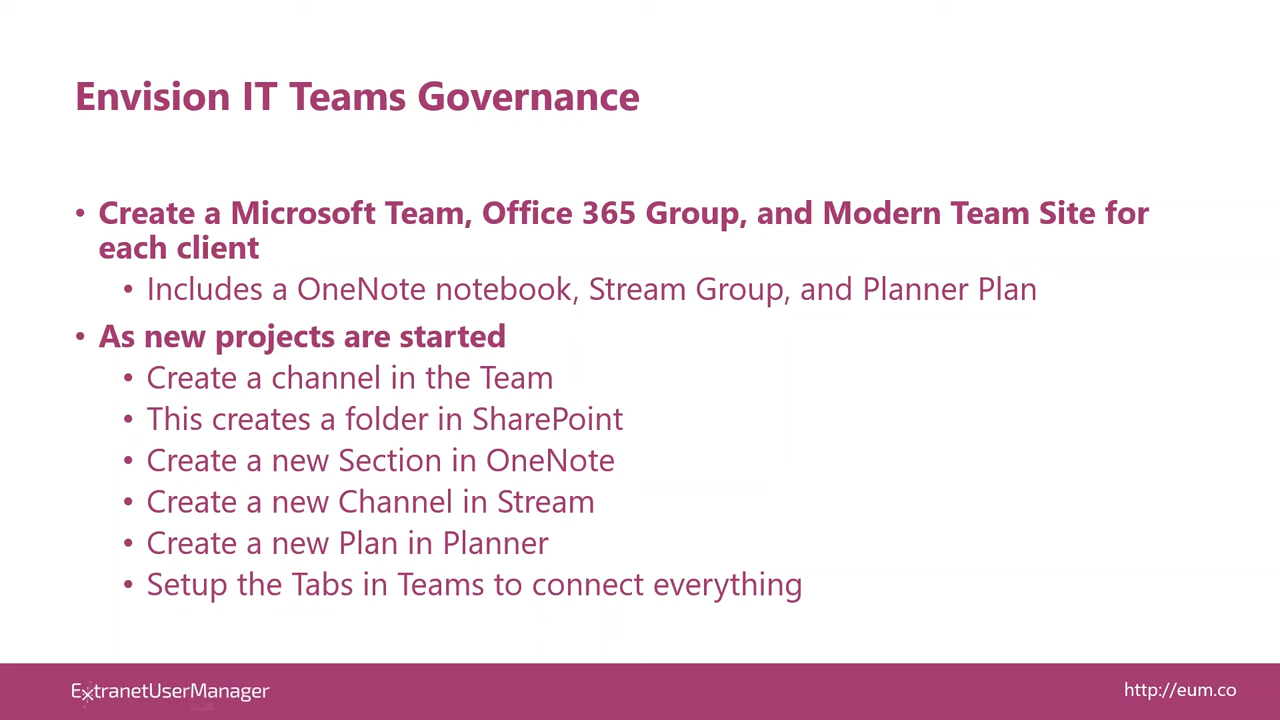 Envision IT Teams Governance
• Create a Microsoft Team, Office 365 Group, and Modern Team Site for
each client
• Includes a OneNote notebook, Stream Group, and Planner Plan
• As new projects are started
• Create a channel in the Team
• This creates a folder in SharePoint
• Create a new Section in OneNote
• Create a new Channel in Stream
• Create a new Plan in Planner
• Setup the Tabs in Teams to connect everything
ExtranetUserManager
http://eum.co